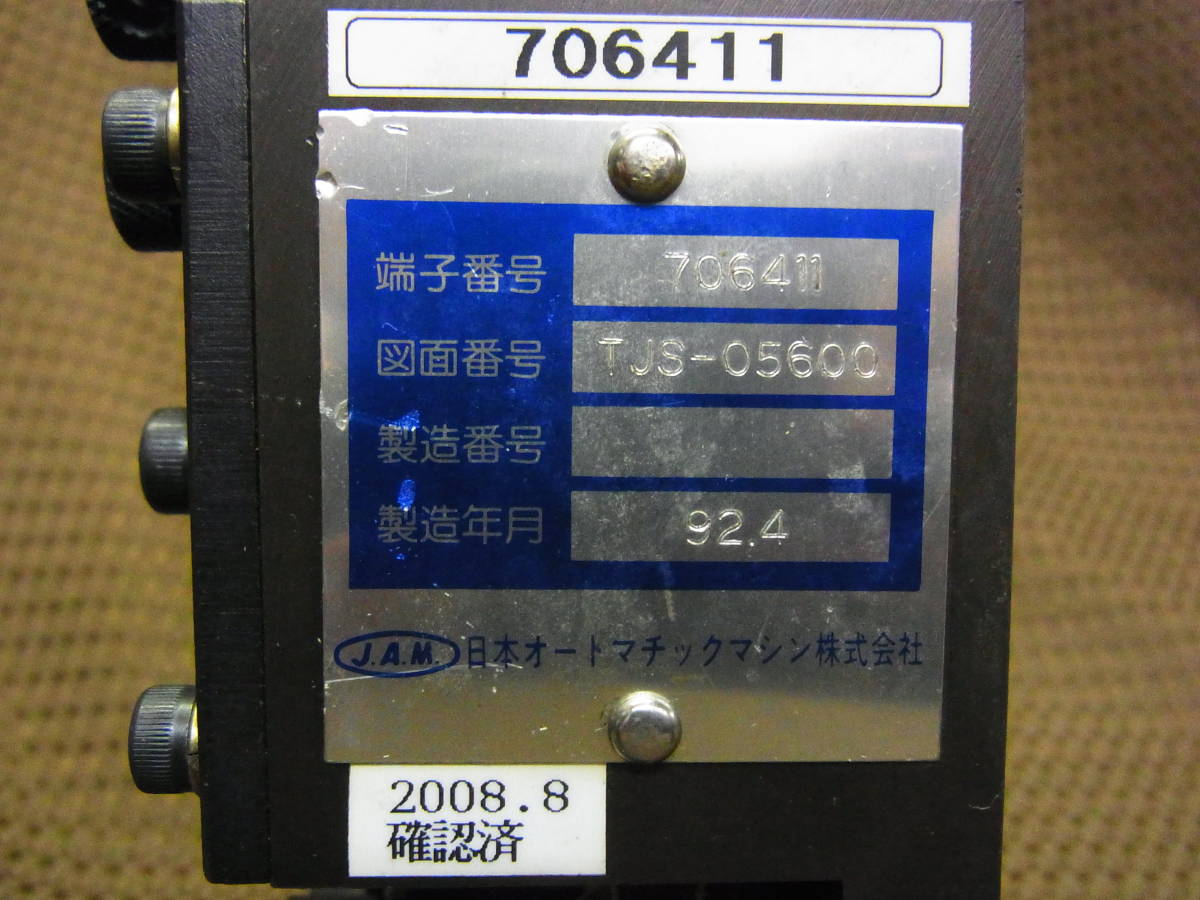 706411
端子番号 706411
図面番号 TJS-05600
製造番号
製造年月 92.4
J.A.M. 日本オートマチックマシン株式会社
2008.8
確認済